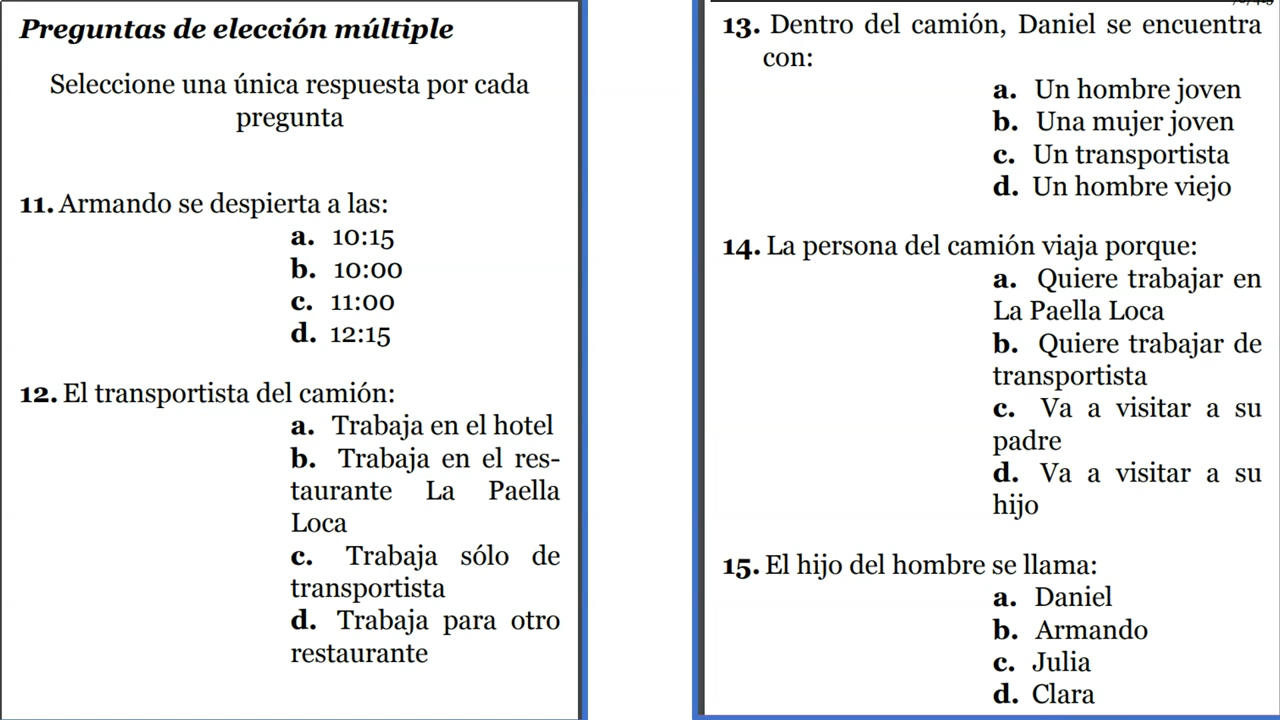 Preguntas de elección múltiple
Seleccione una única respuesta por cada
pregunta
11. Armando se despierta a las:
a. 10:15
b. 10:00
c. 11:00
d. 12:15
12. El transportista del camión:
a. Trabaja en el hotel
b. Trabaja en el res-
taurante La Paella
Loca
c. Trabaja sólo de
transportista
d. Trabaja para otro
restaurante
13. Dentro del camión, Daniel se encuentra
con:
a. Un hombre joven
b. Una mujer joven
c. Un transportista
d. Un hombre viejo
14. La persona del camión viaja porque:
a. Quiere trabajar en
La Paella Loca
b. Quiere trabajar de
transportista
c. Va a visitar a su
padre
d. Va a visitar a su
hijo
15. El hijo del hombre se llama:
a. Daniel
b. Armando
c. Julia
d. Clara